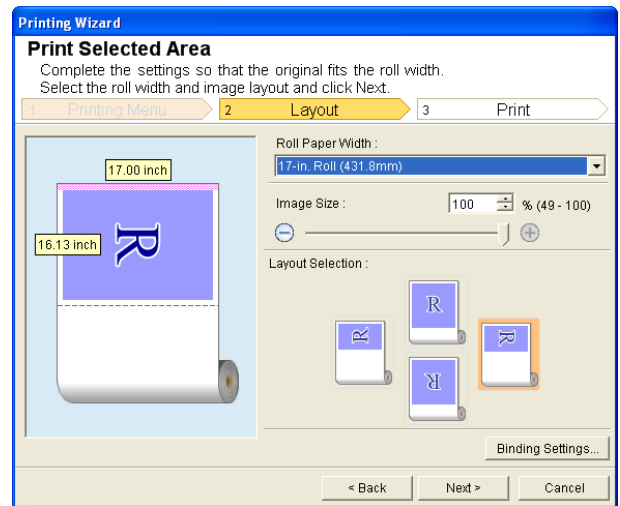 Printing Wizard
Print Selected Area
Complete the settings so that the original fits the roll width.
Select the roll width and image layout and click Next.
1 Printing Menu 2 Layout 3 Print
Roll Paper Width :
17-in. Roll (431.8mm)
17.00 inch
16.13 inch
R
Image Size : 100 % (49 - 100)
Layout Selection :
R
R R
R
Binding Settings...
< Back Next > Cancel